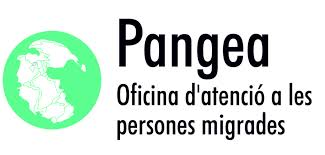 Pangea
Oficina d'atenció a les
persones migrades